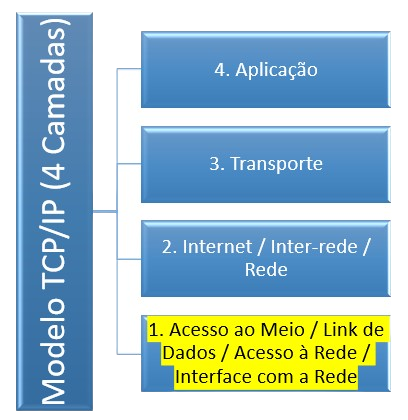 Modelo TCP/IP (4 Camadas)
4. Aplicação
3. Transporte
2. Internet / Inter-rede /
Rede
1. Acesso ao Meio / Link de
Dados / Acesso à Rede /
Interface com a Rede